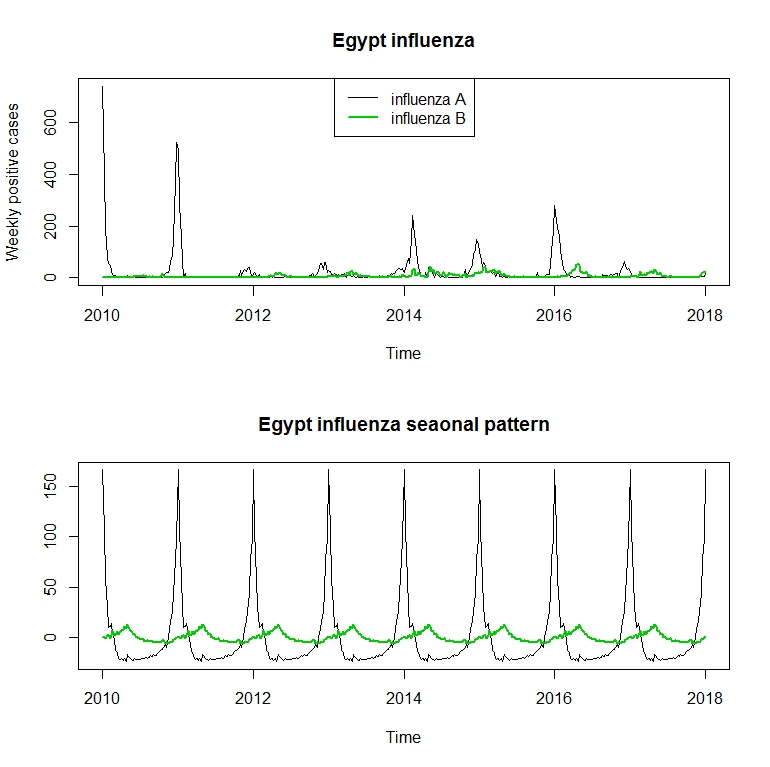 Egypt influenza
influenza A
influenza B
Weekly positive cases
600
400
200
0
2010 2012 2014 2016 2018
Time
Egypt influenza seaonal pattern
150
100
50
0
2010 2012 2014 2016 2018
Time